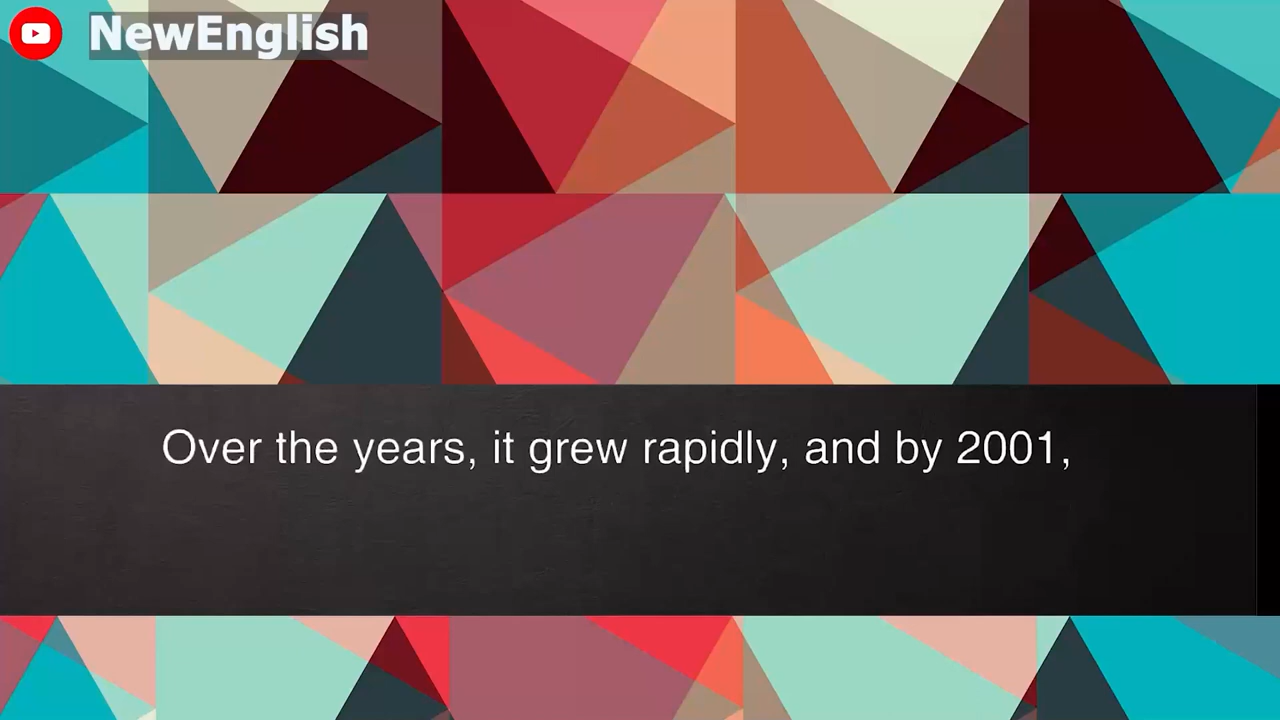 NewEnglish
Over the years, it grew rapidly, and by 2001,